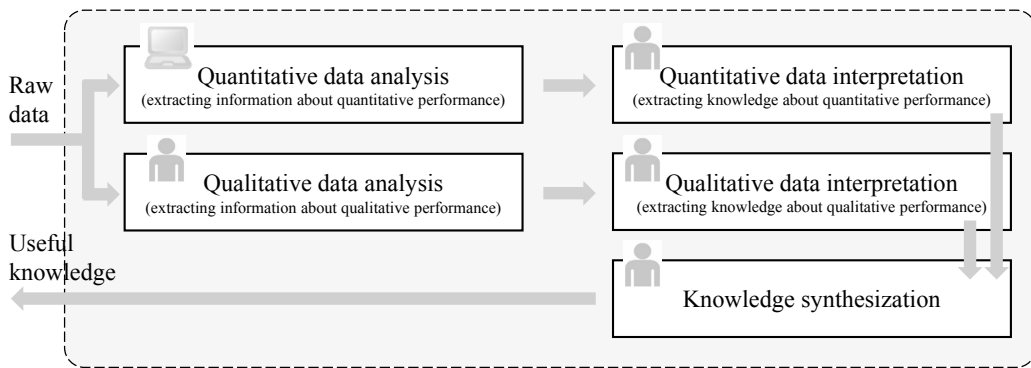 Raw
data
Quantitative data analysis
(extracting information about quantitative performance)
Quantitative data interpretation
(extracting knowledge about quantitative performance)
Qualitative data analysis
(extracting information about qualitative performance)
Qualitative data interpretation
(extracting knowledge about qualitative performance)
Useful
knowledge
Knowledge synthesization